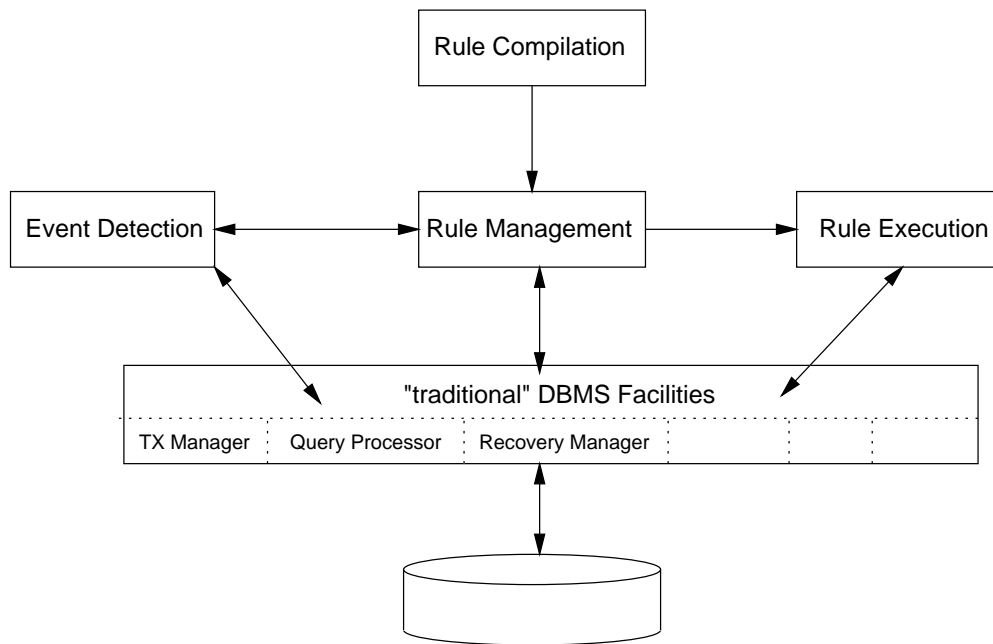 Rule Compilation
Event Detection
Rule Management
Rule Execution
"traditional" DBMS Facilities
TX Manager
Query Processor
Recovery Manager